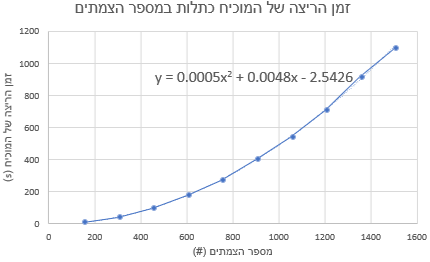 זמן הריצה של המוכיח כתלות במספר הצמתים
y = 0.0005x² + 0.0048x - 2.5426
זמן הריצה של המוכיח (s)
1200
1000
800
600
400
200
0
0 200 400 600 800 1000 1200 1400 1600
מספר הצמתים (#)